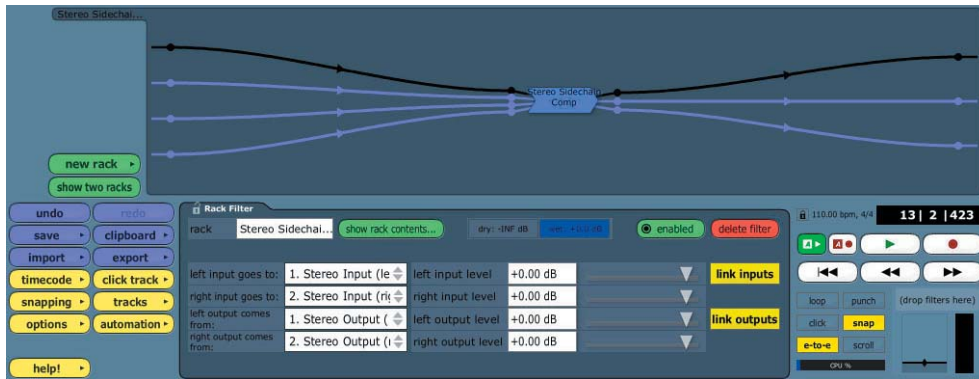 Stereo Sidechai...
Stereo Sidechain
Comp
new rack
show two racks
undo
redo
save
clipboard
import
export
timecode
click track
snapping
tracks
options
automation
help!
Rack Filter
rack
Stereo Sidechai...
show rack contents...
dry: -INF dB
enabled
delete filter
left input goes to:
1. Stereo Input (le
left input level
+0.00 dB
link inputs
right input goes to:
2. Stereo Input (rig
right input level
+0.00 dB
left output comes
from:
1. Stereo Output (
left output level
+0.00 dB
link outputs
right output comes
from:
2. Stereo Output (
right output level
+0.00 dB
110.00 bpm, 4/4
13| 2 |423
A
A
loop
punch
(drop filters here)
click
snap
e-to-e
scroll
CPU %